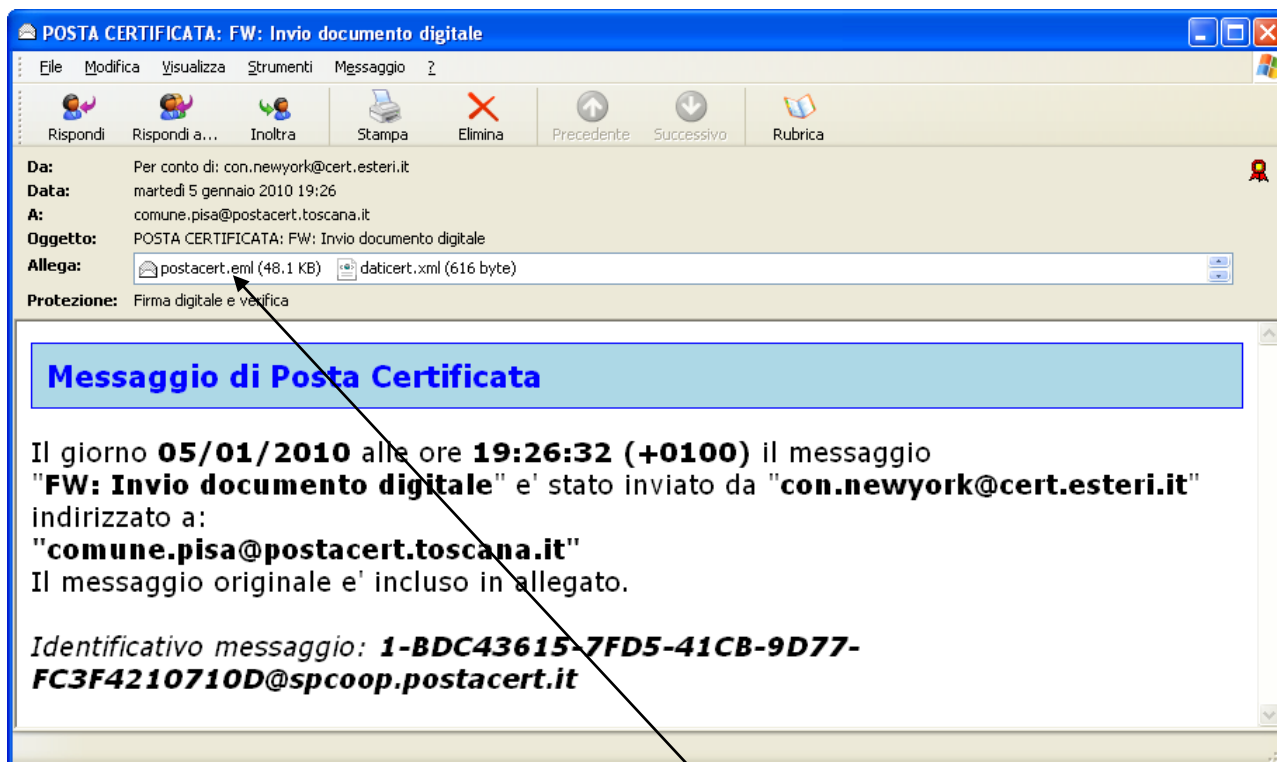 POSTA CERTIFICATA: FW: Invio documento digitale
File Modifica Visualizza Strumenti Messaggio ?
Rispondi Rispondi a... Inoltra Stampa Elimina Precedente Successivo Rubrica
Da: Per conto di: con.newyork@cert.esteri.it
Data: martedì 5 gennaio 2010 19:26
A: comune.pisa@postacert.toscana.it
Oggetto: POSTA CERTIFICATA: FW: Invio documento digitale
Allega: postacert.eml (48.1 KB) daticert.xml (616 byte)
Protezione: Firma digitale e verifica
Messaggio di Posta Certificata
Il giorno 05/01/2010 alle ore 19:26:32 (+0100) il messaggio
"FW: Invio documento digitale" e' stato inviato da "con.newyork@cert.esteri.it"
indirizzato a:
"comune.pisa@postacert.toscana.it"
Il messaggio originale e' incluso in allegato.
Identificativo messaggio: 1-BDC43615-7FD5-41CB-9D77-
FC3F4210710D@spcoop.postacert.it